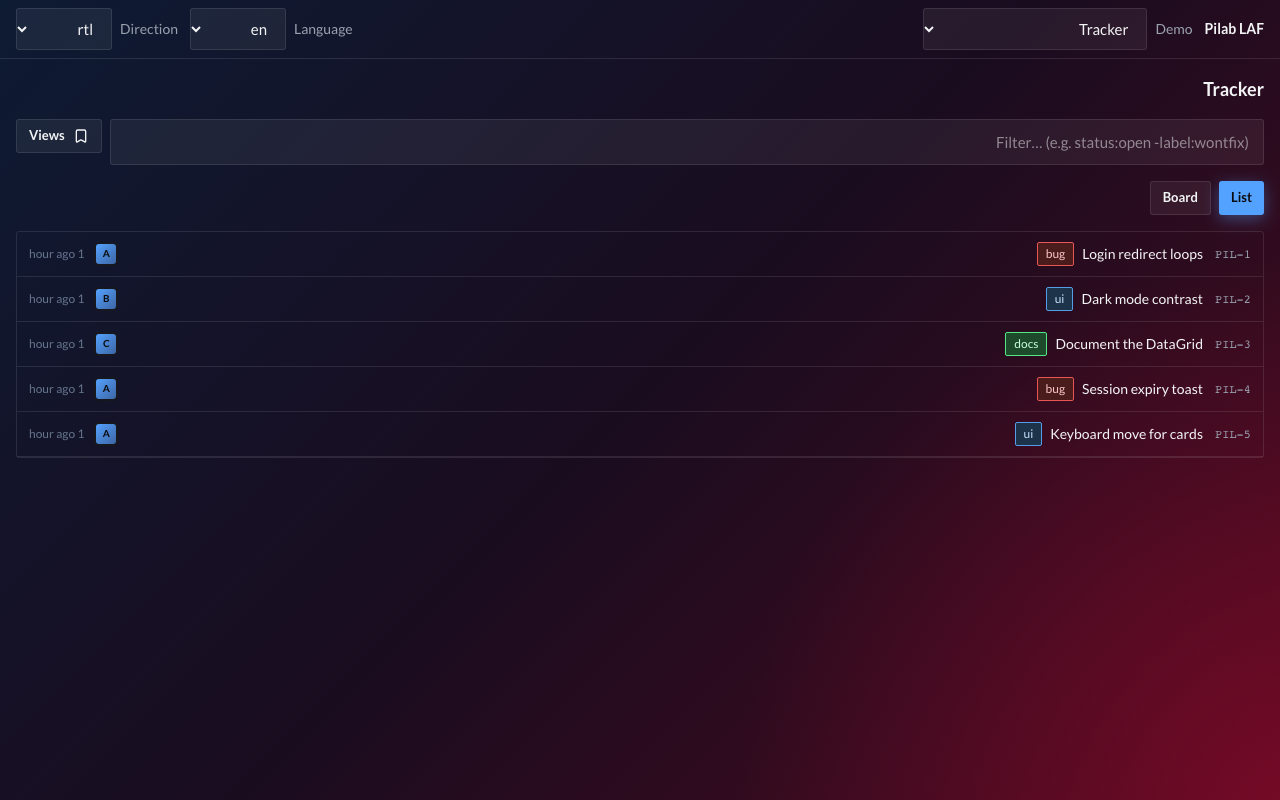 Pilab LAF Demo Tracker Language en Direction rtl
Tracker
Filter... (e.g. status:open -label:wontfix) Views
List Board
PIL-1 Login redirect loops bug A hour ago 1
PIL-2 Dark mode contrast ui B hour ago 1
PIL-3 Document the DataGrid docs C hour ago 1
PIL-4 Session expiry toast bug A hour ago 1
PIL-5 Keyboard move for cards ui A hour ago 1